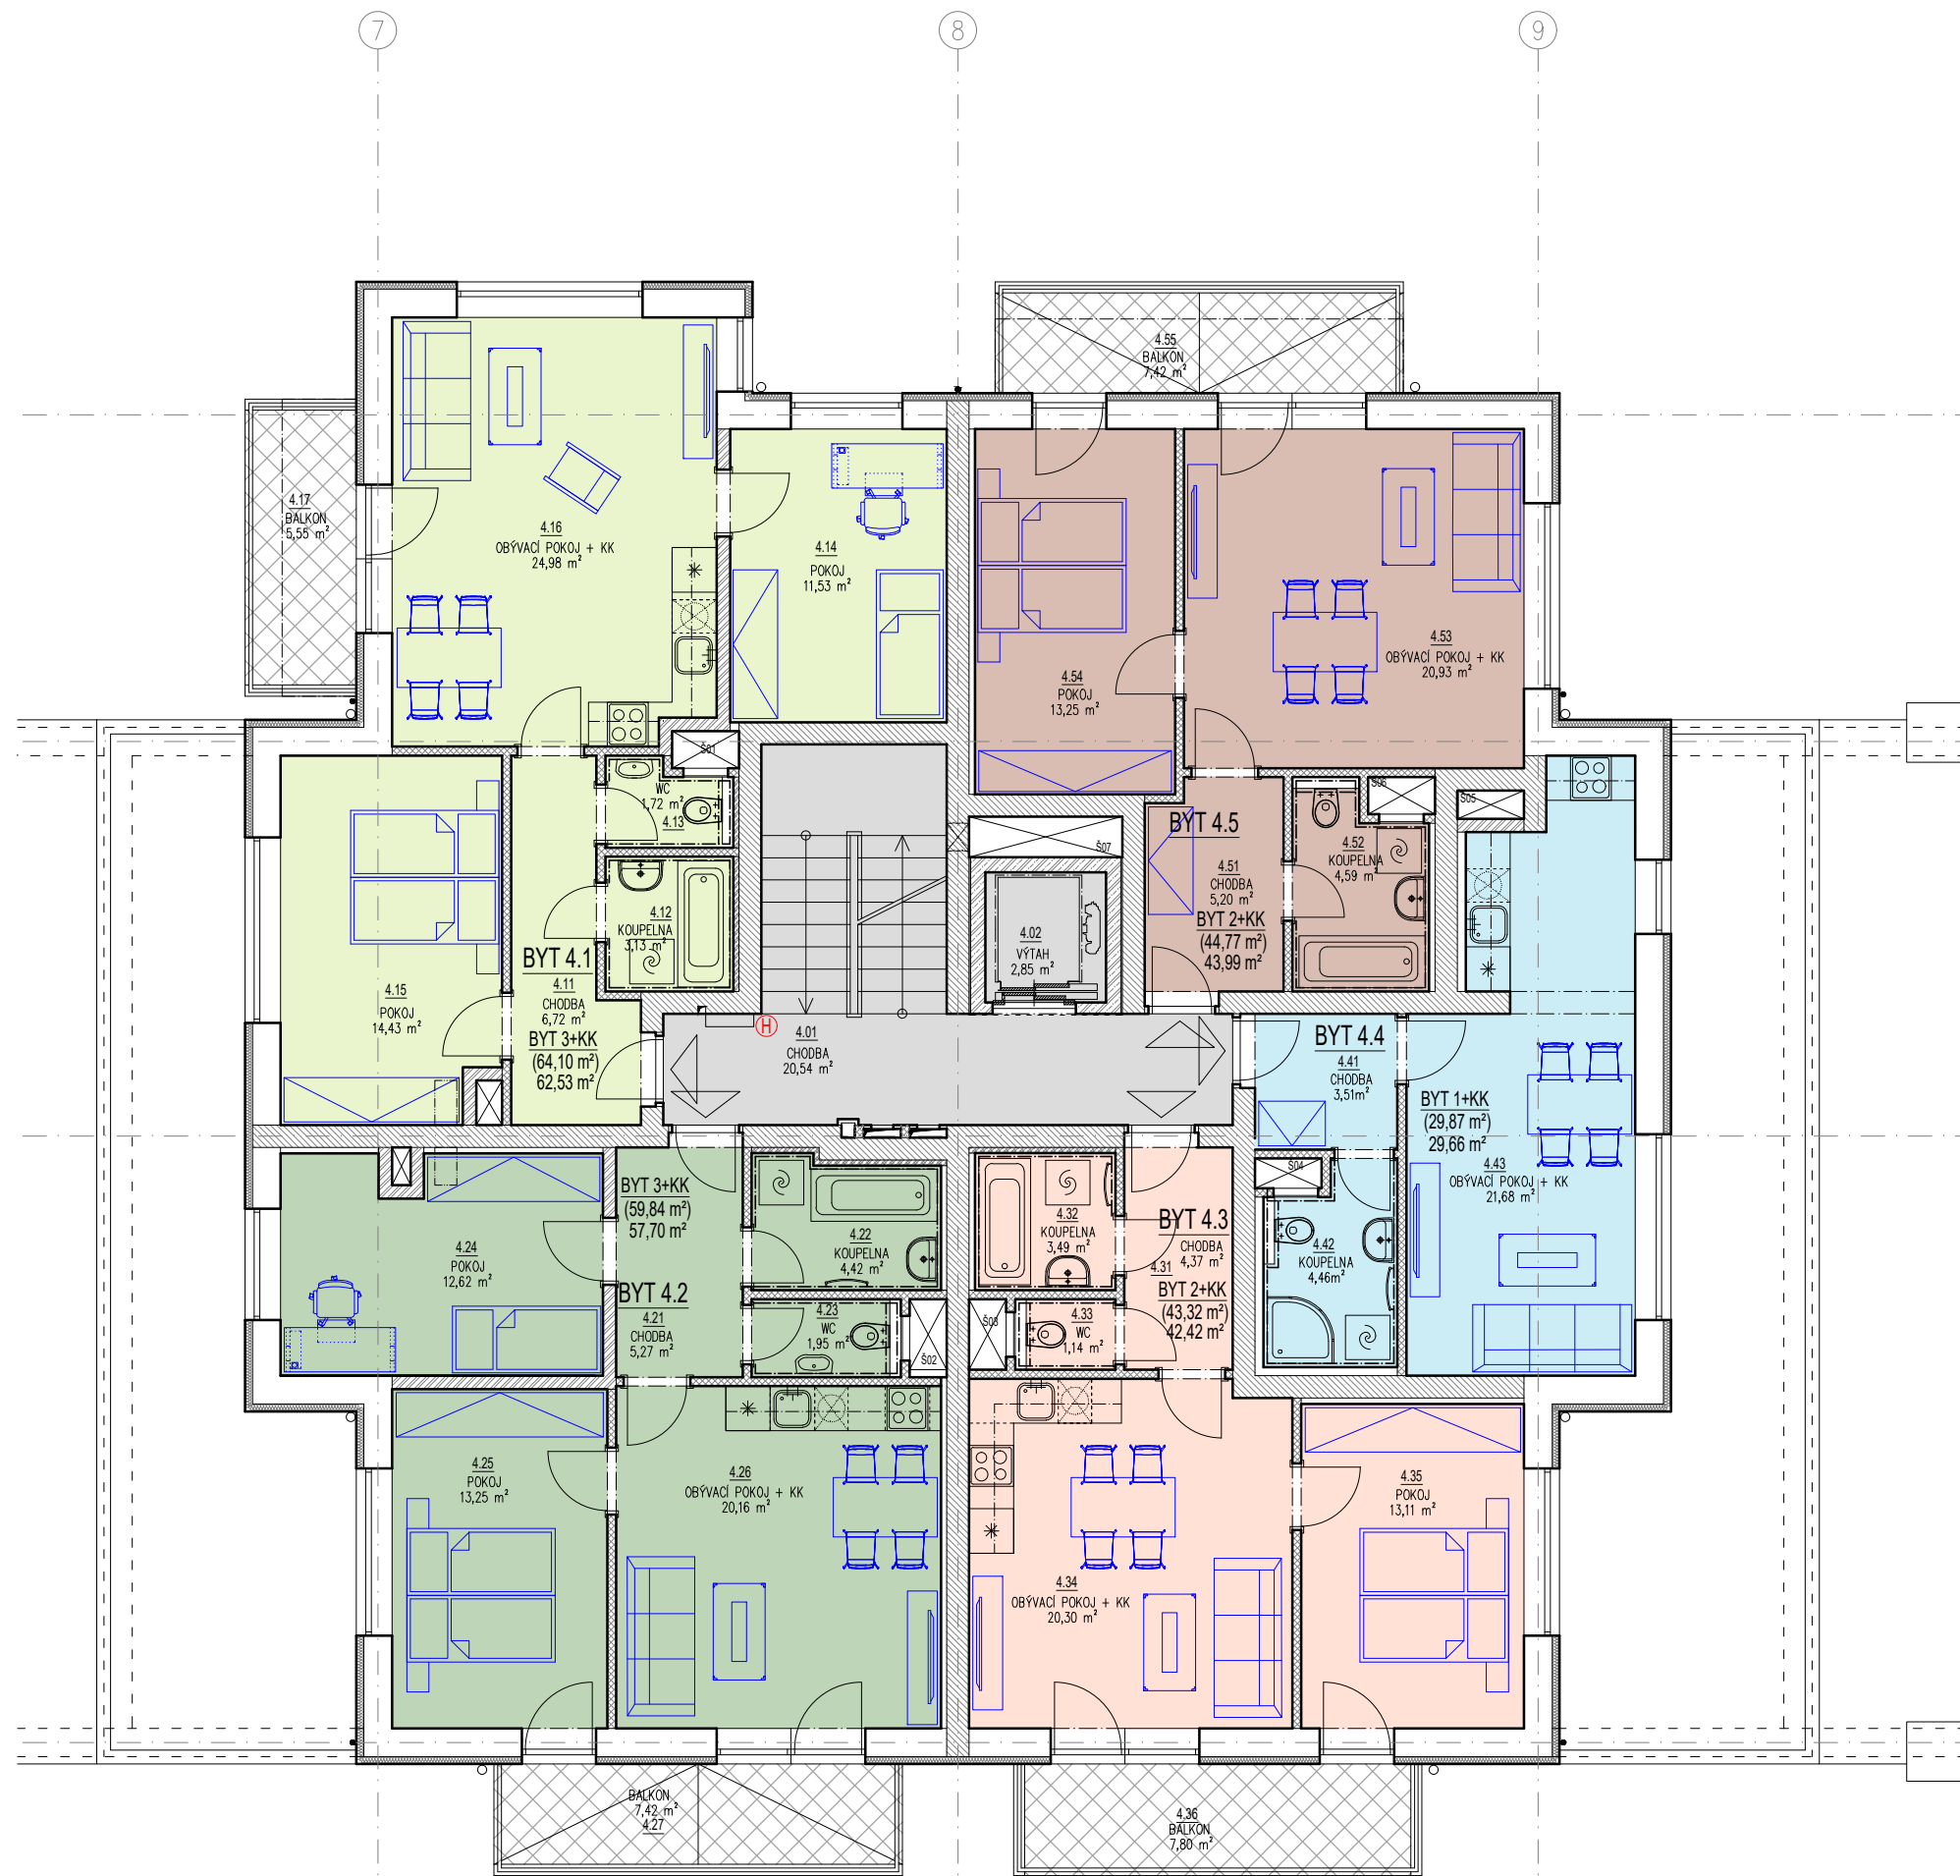 7
8
9
4.55
BALKON
7,42 m²
4.17
BALKON
5,55 m²
4.16
OBÝVACÍ POKOJ + KK
24,98 m²
4.14
POKOJ
11,53 m²
4.54
POKOJ
13,25 m²
4.53
OBÝVACÍ POKOJ + KK
20,93 m²
Š01
WC
1,72 m²
4.13
4.12
KOUPELNA
3,13 m²
BYT 4.1
4.11
CHODBA
6,72 m²
BYT 3+KK
(64,10 m²)
62,53 m²
4.15
POKOJ
14,43 m²
H
4.01
CHODBA
20,54 m²
Š07
4.02
VÝTAH
2,85 m²
BYT 4.5
4.51
CHODBA
5,20 m²
BYT 2+KK
(44,77 m²)
43,99 m²
Š06
4.52
KOUPELNA
4,59 m²
Š05
BYT 4.4
4.41
CHODBA
3,51m²
BYT 1+KK
(29,87 m²)
29,66 m²
4.43
OBÝVACÍ POKOJ + KK
21,68 m²
Š04
4.42
KOUPELNA
4,46m²
BYT 3+KK
(59,84 m²)
57,70 m²
BYT 4.2
4.21
CHODBA
5,27 m²
4.22
KOUPELNA
4,42 m²
4.23
WC
1,95 m²
Š02
4.24
POKOJ
12,62 m²
4.32
KOUPELNA
3,49 m²
Š03
4.33
WC
1,14 m²
BYT 4.3
CHODBA
4,37 m²
4.31
BYT 2+KK
(43,32 m²)
42,42 m²
4.25
POKOJ
13,25 m²
4.26
OBÝVACÍ POKOJ + KK
20,16 m²
4.34
OBÝVACÍ POKOJ + KK
20,30 m²
4.35
POKOJ
13,11 m²
BALKON
7,42 m²
4.27
4.36
BALKON
7,80 m²